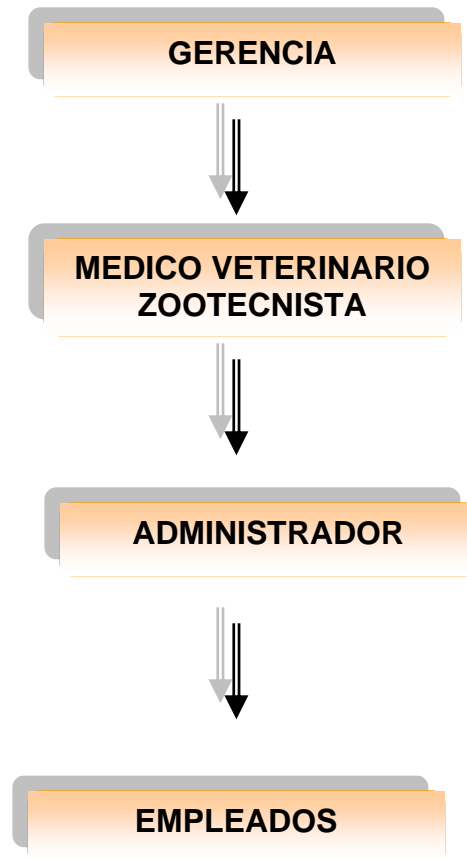 GERENCIA
MEDICO VETERINARIO
ZOOTECNISTA
ADMINISTRADOR
EMPLEADOS